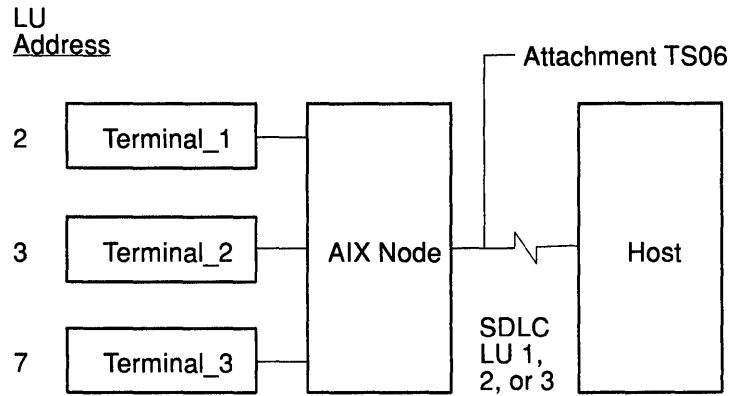 LU
Address
Attachment TS06
2
Terminal_1
3
Terminal_2
AIX Node
Host
7
Terminal_3
SDLC
LU 1,
2, or 3